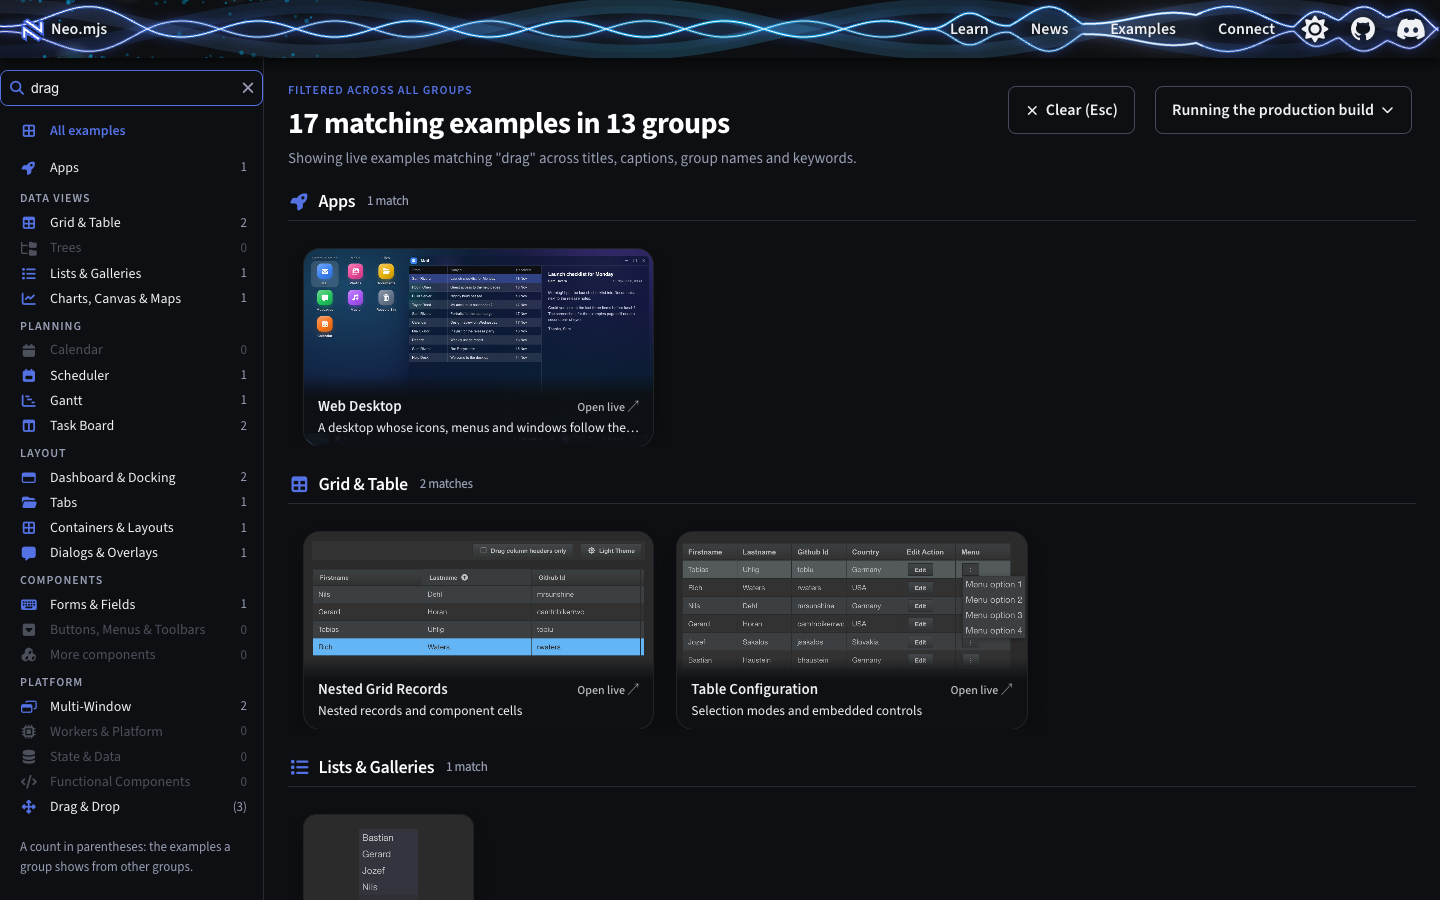 Neo.mjs
Learn
News
Examples
Connect
drag
All examples
Apps 1
DATA VIEWS
Grid & Table 2
Trees 0
Lists & Galleries 1
Charts, Canvas & Maps 1
PLANNING
Calendar 0
Scheduler 1
Gantt 1
Task Board 2
LAYOUT
Dashboard & Docking 2
Tabs 1
Containers & Layouts 1
Dialogs & Overlays 1
COMPONENTS
Forms & Fields 1
Buttons, Menus & Toolbars 0
More components 0
PLATFORM
Multi-Window 2
Workers & Platform 0
State & Data 0
Functional Components 0
Drag & Drop (3)
A count in parentheses: the examples a
group shows from other groups.
FILTERED ACROSS ALL GROUPS
17 matching examples in 13 groups
Showing live examples matching "drag" across titles, captions, group names and keywords.
Clear (Esc)
Running the production build
Apps 1 match
Mail
Launch checklist for Monday
Web Desktop Open live
A desktop whose icons, menus and windows follow the…
Grid & Table 2 matches
Drag column headers only Light Theme
Firstname Lastname Github Id
Nils Dehl mrsunshine
Gerard Horan camtnbikerrwc
Tobias Uhlig tobiu
Rich Waters rwaters
Nested Grid Records Open live
Nested records and component cells
Firstname Lastname Github Id Country Edit Action Menu
Tobias Uhlig tobiu Germany Edit
Rich Waters rwaters USA Edit
Nils Dehl mrsunshine Germany Edit
Gerard Horan camtnbikerrwc USA Edit
Jozef Sakalos jsakalos Slovakia Edit
Bastian Haustein bhaustein Germany Edit
Menu option 1
Menu option 2
Menu option 3
Menu option 4
Table Configuration Open live
Selection modes and embedded controls
Lists & Galleries 1 match
Bastian
Gerard
Jozef
Nils